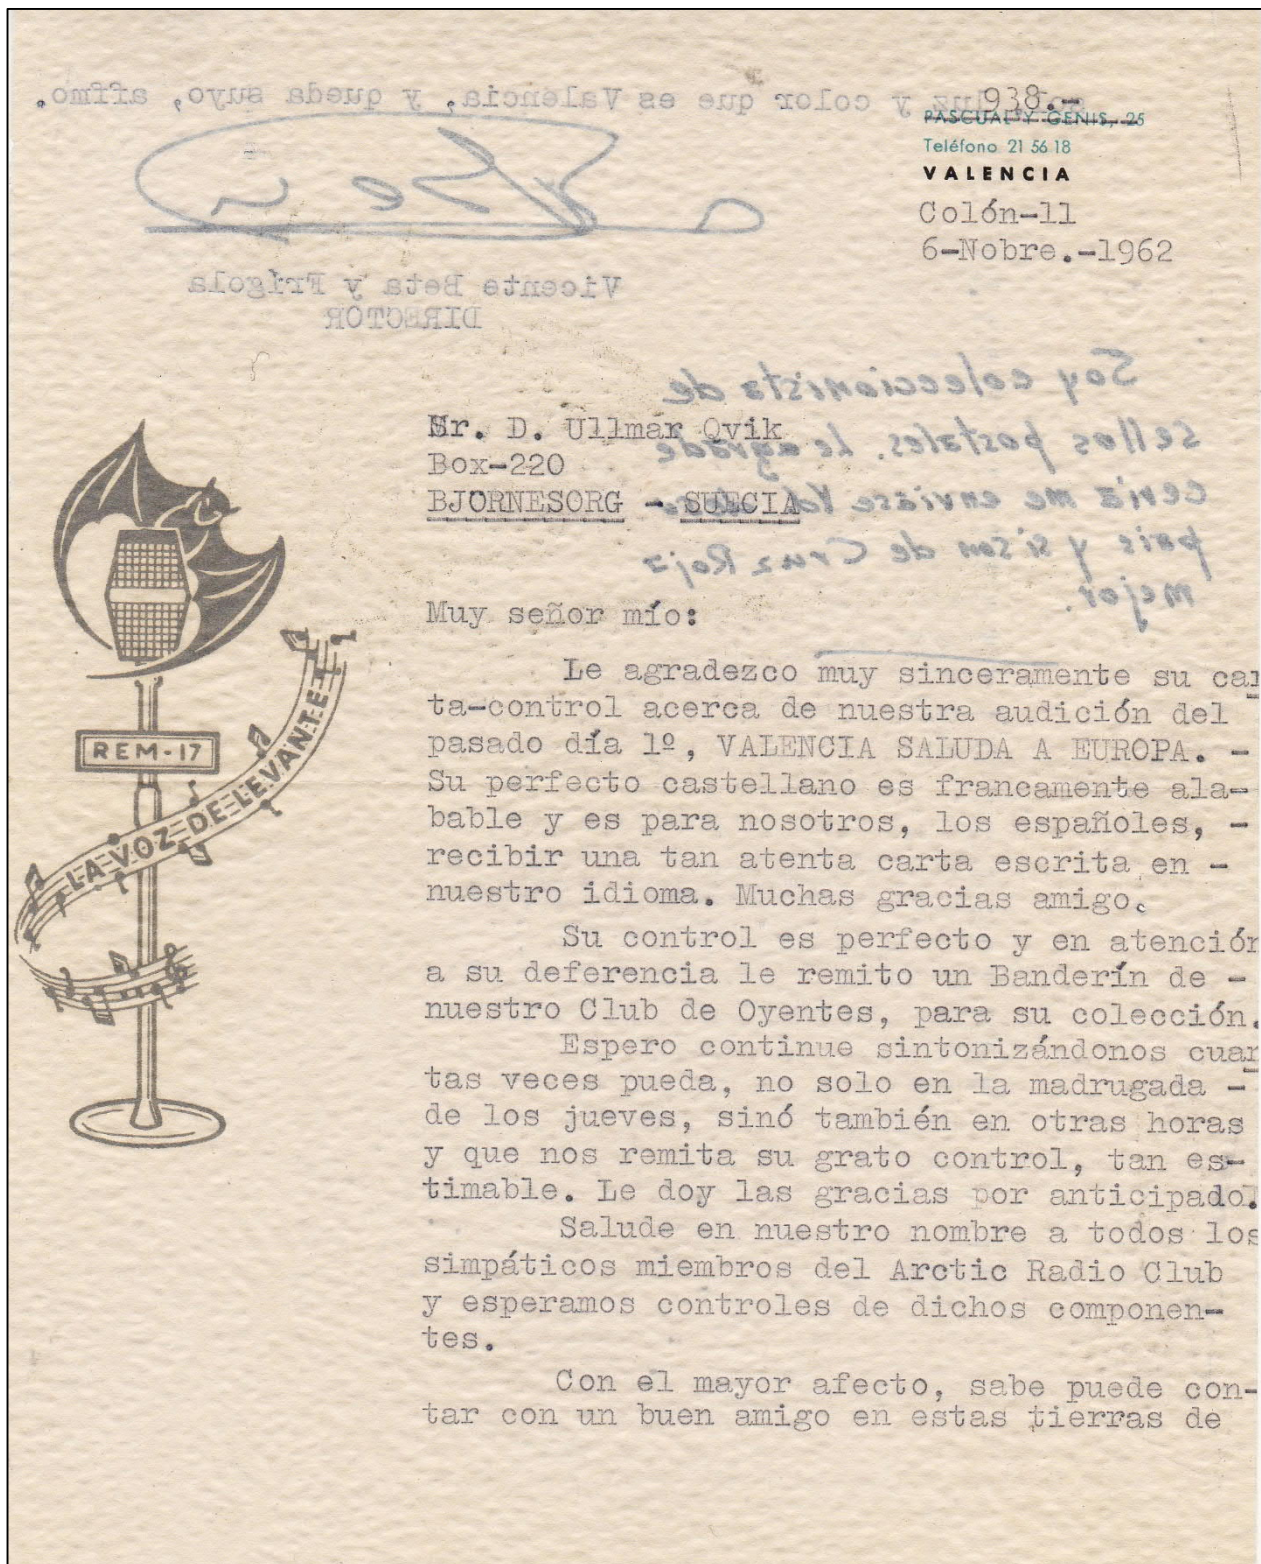 luz y color que es Valencia, y queda suyo, affmo.
938.-
PASCUAL Y GENIS, 25
Teléfono 21 56 18
VALENCIA
Colón-11
6-Nobre.-1962
Vicente Beta y Frígola
DIRECTOR
Soy coleccionista de
sellos postales. Le agrade
cería me enviase Vd
pais y si son de Cruz Roja
mejor.
Sr. D. Ullmar Qvik
Box-220
BJORNESORG - SUECIA
Muy señor mío:
Le agradezco muy sinceramente su car
ta-control acerca de nuestra audición del
pasado día 1º, VALENCIA SALUDA A EUROPA. -
Su perfecto castellano es francamente ala-
bable y es para nosotros, los españoles, -
recibir una tan atenta carta escrita en -
nuestro idioma. Muchas gracias amigo.
Su control es perfecto y en atención
a su deferencia le remito un Banderín de -
nuestro Club de Oyentes, para su colección.
Espero continue sintonizándonos cuan
tas veces pueda, no solo en la madrugada -
de los jueves, sinó también en otras horas
y que nos remita su grato control, tan es-
timable. Le doy las gracias por anticipado.
Salude en nuestro nombre a todos los
simpáticos miembros del Arctic Radio Club
y esperamos controles de dichos componen-
tes.
Con el mayor afecto, sabe puede con-
tar con un buen amigo en estas tierras de
REM-17
LA VOZ DE LEVANTE